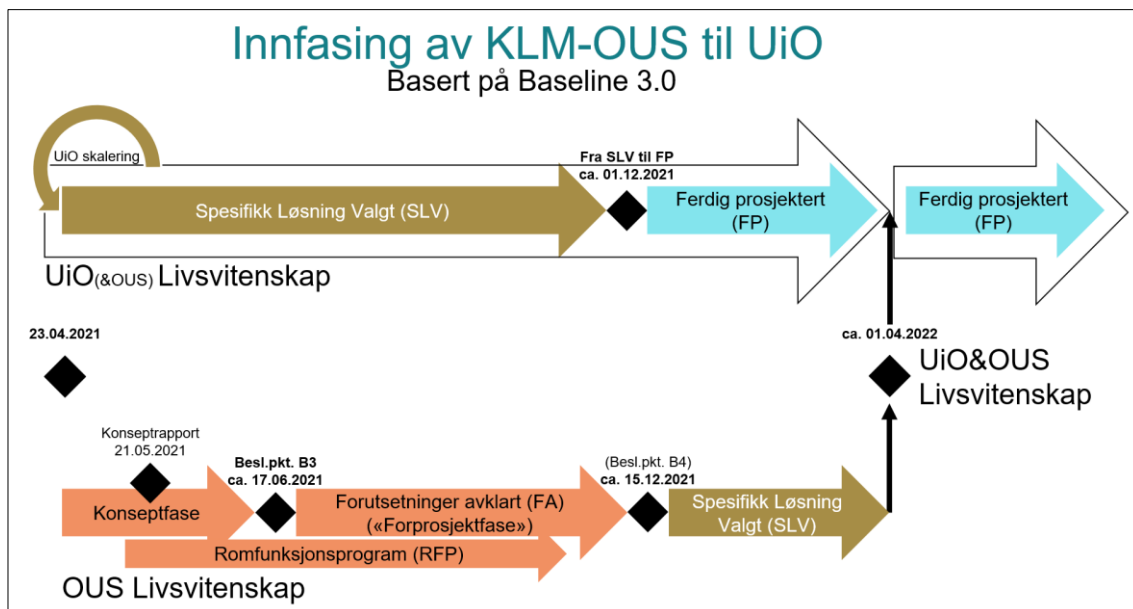 Innfasing av KLM-OUS til UiO
Basert på Baseline 3.0
UiO skalering
Fra SLV til FP
ca. 01.12.2021
Spesifikk Løsning Valgt (SLV)
Ferdig prosjektert
(FP)
Ferdig prosjektert
(FP)
UiO(&OUS) Livsvitenskap
23.04.2021
ca. 01.04.2022
UiO&OUS
Livsvitenskap
Konseptrapport
21.05.2021
Besl.pkt. B3
ca. 17.06.2021
(Besl.pkt. B4)
ca. 15.12.2021
Konseptfase
Forutsetninger avklart (FA)
(«Forprosjektfase»)
Spesifikk Løsning
Valgt (SLV)
Romfunksjonsprogram (RFP)
OUS Livsvitenskap